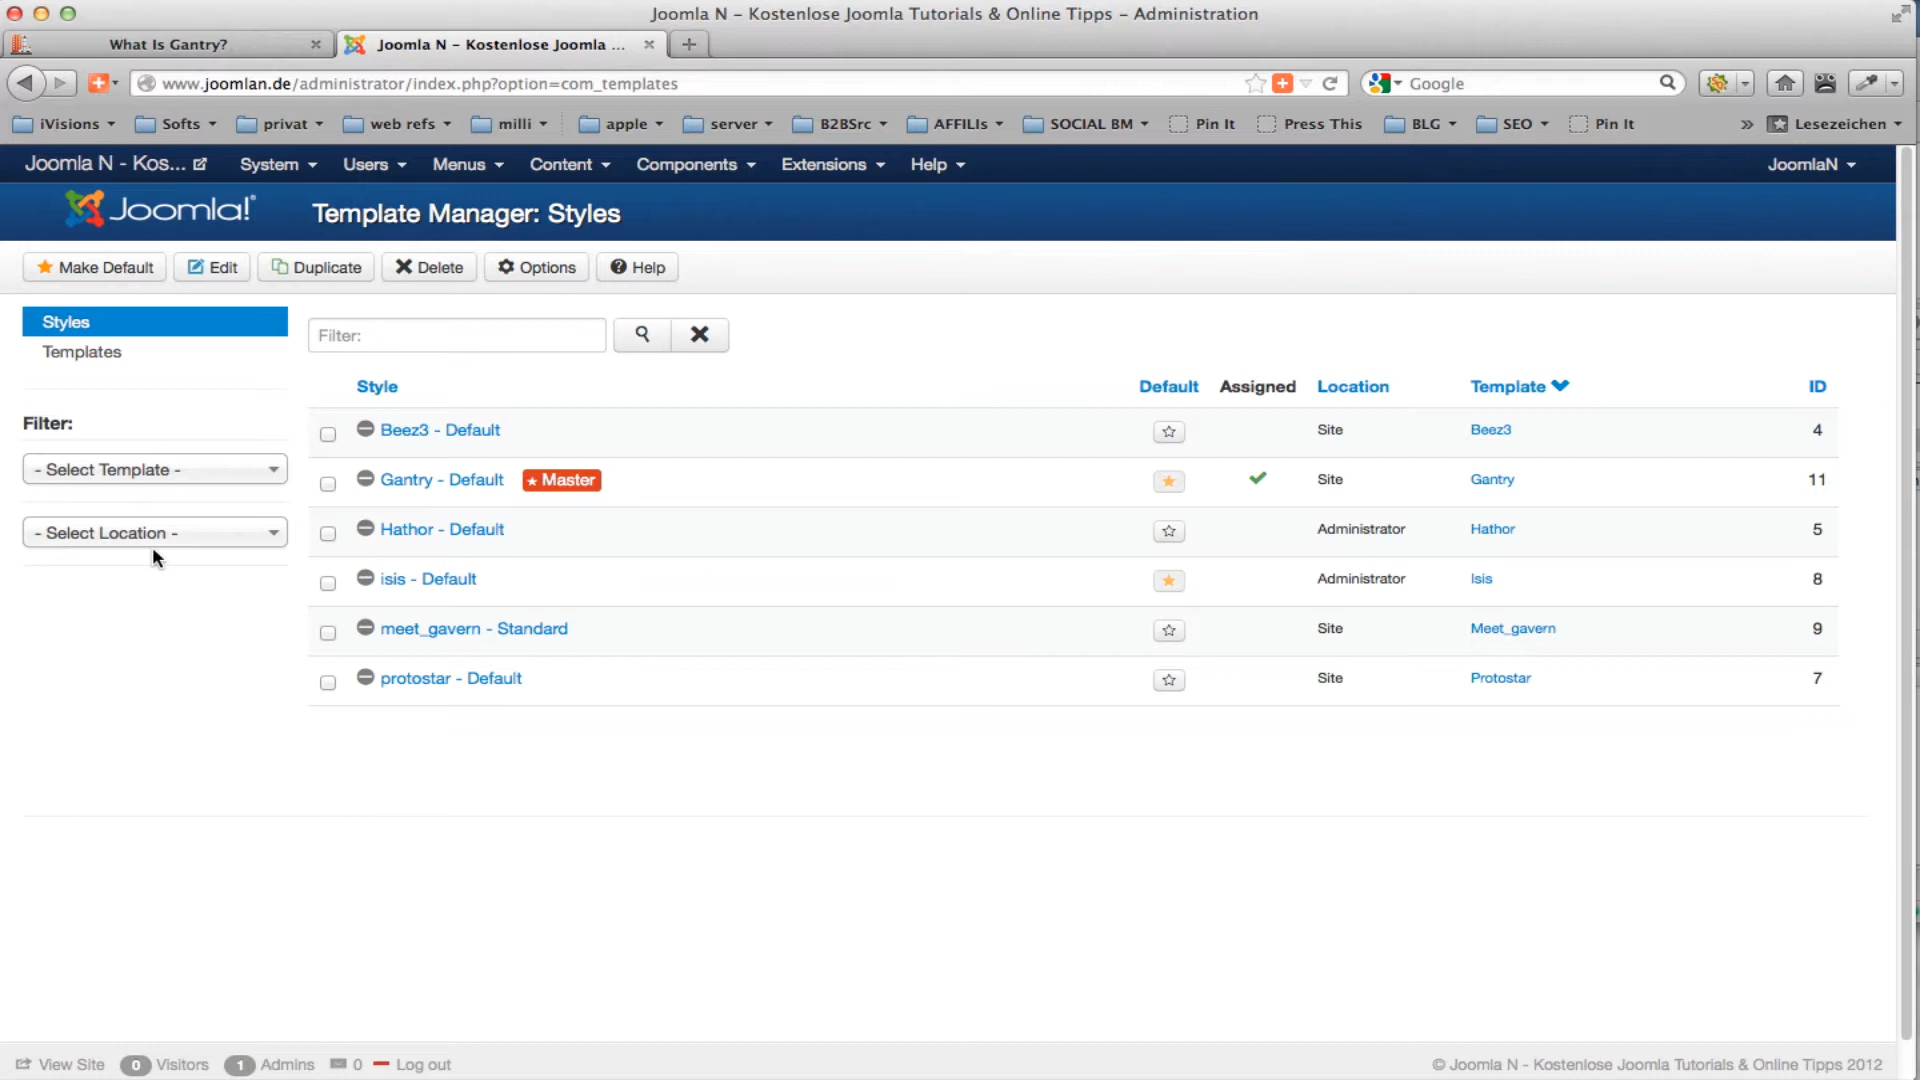 Joomla N – Kostenlose Joomla Tutorials & Online Tipps – Administration
What Is Gantry?
Joomla N – Kostenlose Joomla ...
www.joomlan.de/administrator/index.php?option=com_templates
Google
iVisions
Softs
privat
web refs
milli
apple
server
B2BSrc
AFFILIs
SOCIAL BM
Pin It
Press This
BLG
SEO
Pin It
Lesezeichen
Joomla N - Kos...
System
Users
Menus
Content
Components
Extensions
Help
JoomlaN
Joomla!
Template Manager: Styles
Make Default
Edit
Duplicate
Delete
Options
Help
Styles
Templates
Filter:
- Select Template -
- Select Location -
Filter:
Style Default Assigned Location Template ID
Beez3 - Default Site Beez3 4
Gantry - Default Master Site Gantry 11
Hathor - Default Administrator Hathor 5
isis - Default Administrator Isis 8
meet_gavern - Standard Site Meet_gavern 9
protostar - Default Site Protostar 7
View Site 0 Visitors 1 Admins 0 Log out
© Joomla N - Kostenlose Joomla Tutorials & Online Tipps 2012